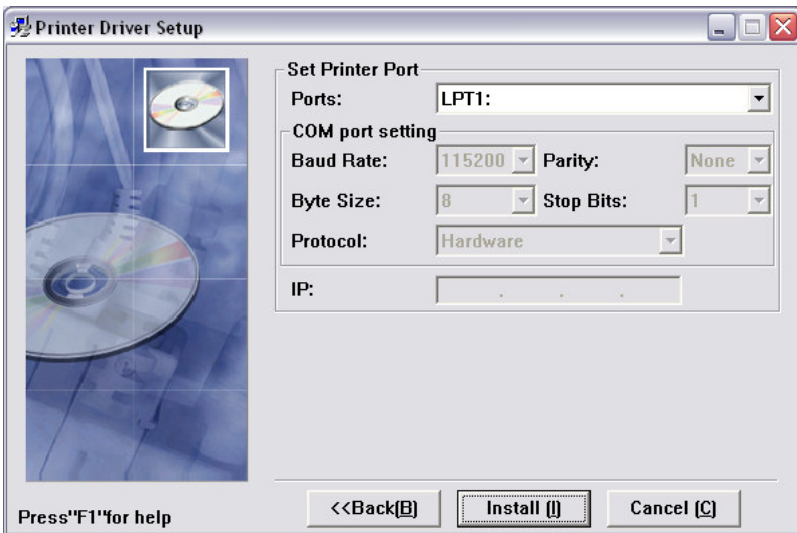 Printer Driver Setup
Set Printer Port
Ports: LPT1:
COM port setting
Baud Rate: 115200 Parity: None
Byte Size: 8 Stop Bits: 1
Protocol: Hardware
IP: . . .
<<Back(B) Install (I) Cancel (C)
Press"F1"for help